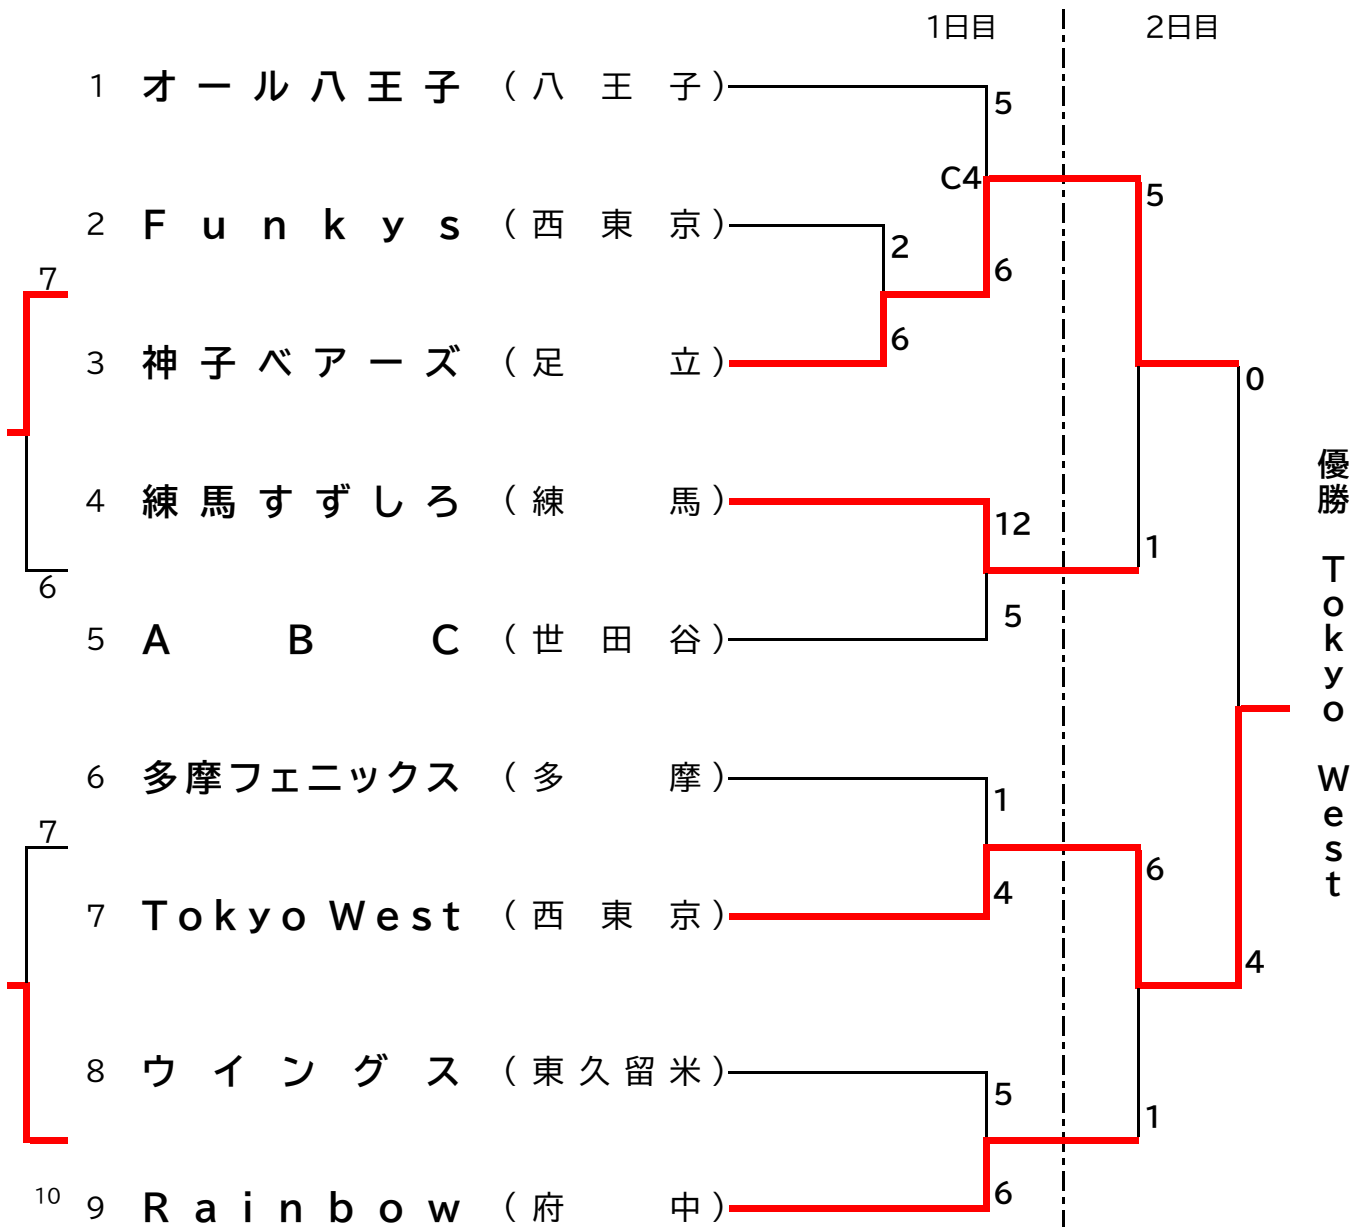 1日目 2日目
1 オール八王子 (八王子)
5
C4
5
2 Funkys (西東京)
2
7
6
6
3 神子ベアーズ (足立)
0
4 練馬すずしろ (練馬)
12
1
6
5
5 ABC (世田谷)
優勝 Tokyo West
6 多摩フェニックス (多摩)
1
7
6
4
7 Tokyo West (西東京)
4
8 ウイングス (東久留米)
5
1
10
6
9 Rainbow (府中)